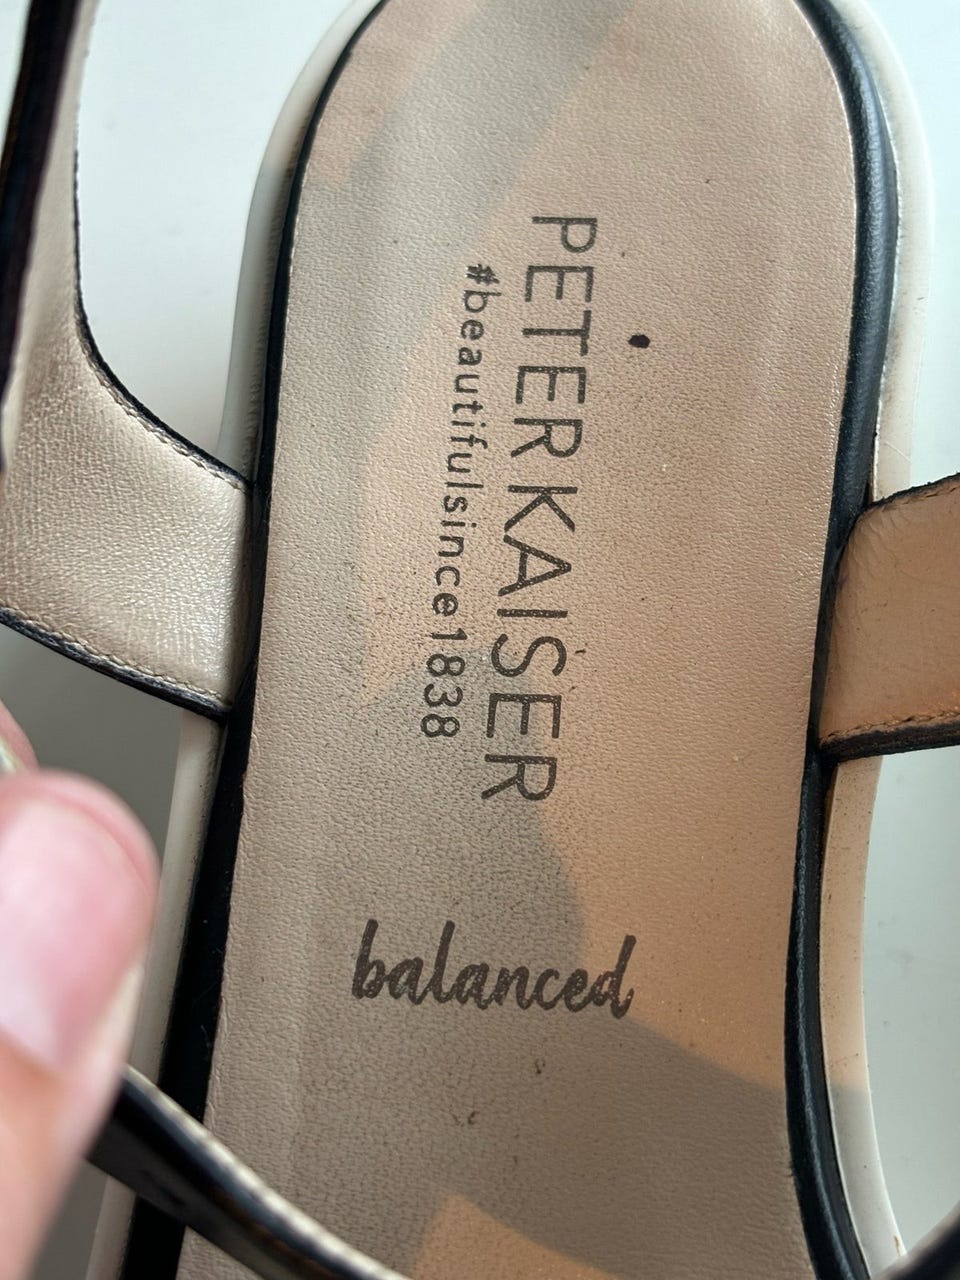 PETER KAISER
#beautifulsince1838
balanced